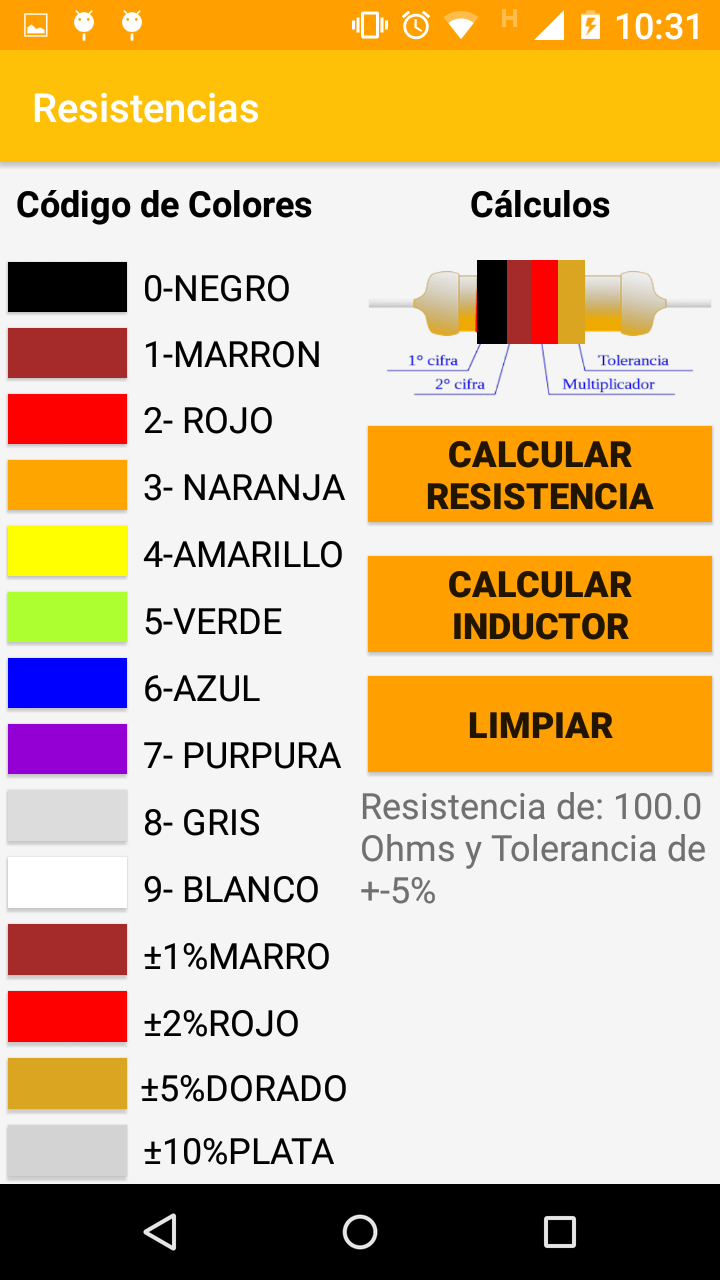 H
10:31
Resistencias
Código de Colores
0-NEGRO
1-MARRON
2- ROJO
3- NARANJA
4-AMARILLO
5-VERDE
6-AZUL
7- PURPURA
8- GRIS
9- BLANCO
±1%MARRO
±2%ROJO
±5%DORADO
±10%PLATA
Cálculos
1º cifra
Tolerancia
2º cifra
Multiplicador
CALCULAR
RESISTENCIA
CALCULAR
INDUCTOR
LIMPIAR
Resistencia de: 100.0
Ohms y Tolerancia de
+-5%